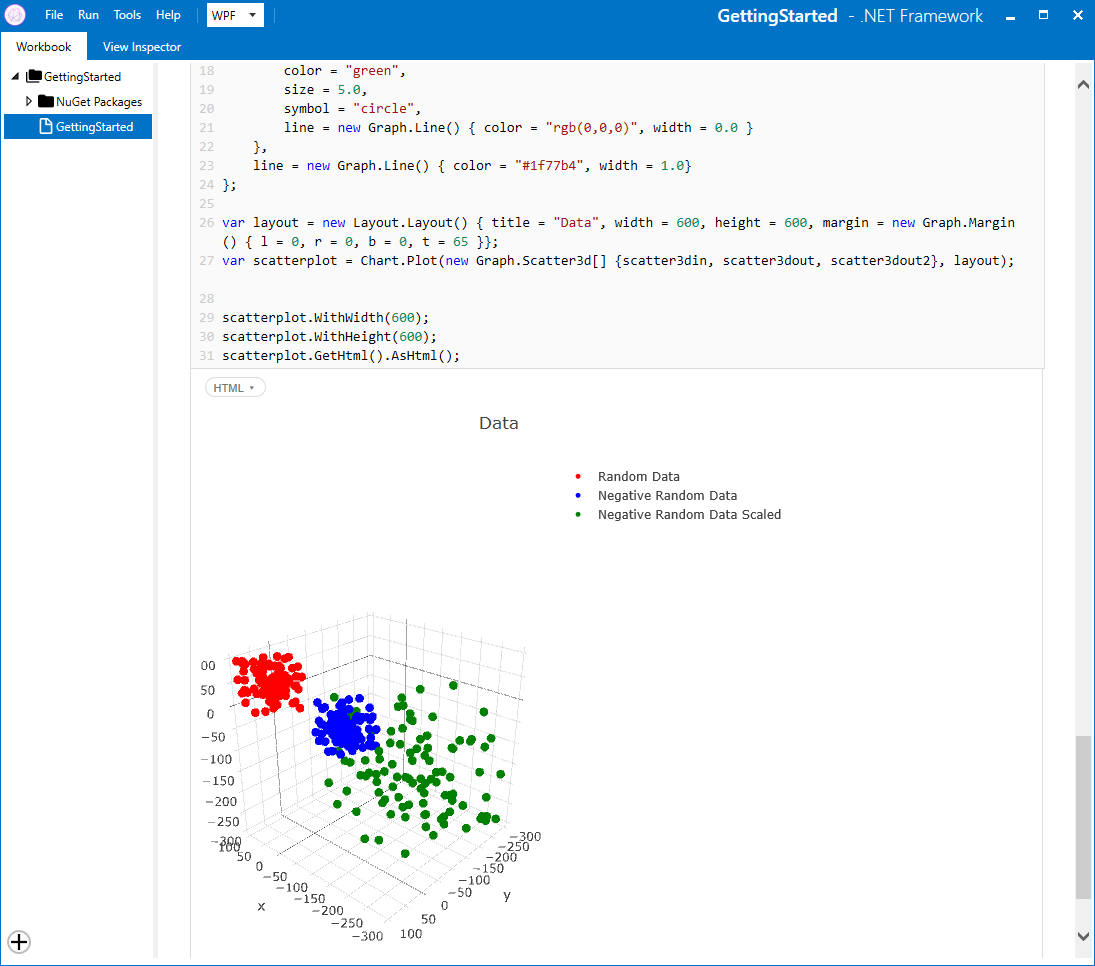 File Run Tools Help WPF GettingStarted - .NET Framework
Workbook View Inspector
GettingStarted
NuGet Packages
GettingStarted
18 color = "green",
19 size = 5.0,
20 symbol = "circle",
21 line = new Graph.Line() { color = "rgb(0,0,0)", width = 0.0 }
22 },
23 line = new Graph.Line() { color = "#1f77b4", width = 1.0}
24 };
25
26 var layout = new Layout.Layout() { title = "Data", width = 600, height = 600, margin = new Graph.Margin
() { l = 0, r = 0, b = 0, t = 65 }};
27 var scatterplot = Chart.Plot(new Graph.Scatter3d[] {scatter3din, scatter3dout, scatter3dout2}, layout);
28
29 scatterplot.WithWidth(600);
30 scatterplot.WithHeight(600);
31 scatterplot.GetHtml().AsHtml();
HTML
Data
Random Data
Negative Random Data
Negative Random Data Scaled
00
50
0
−50
−100
−150
−200
−250
−300
100
50
0
−50
−100
−150
−200
−250
−300
x
−300
−250
−200
−150
−100
−50
0
50
100
y